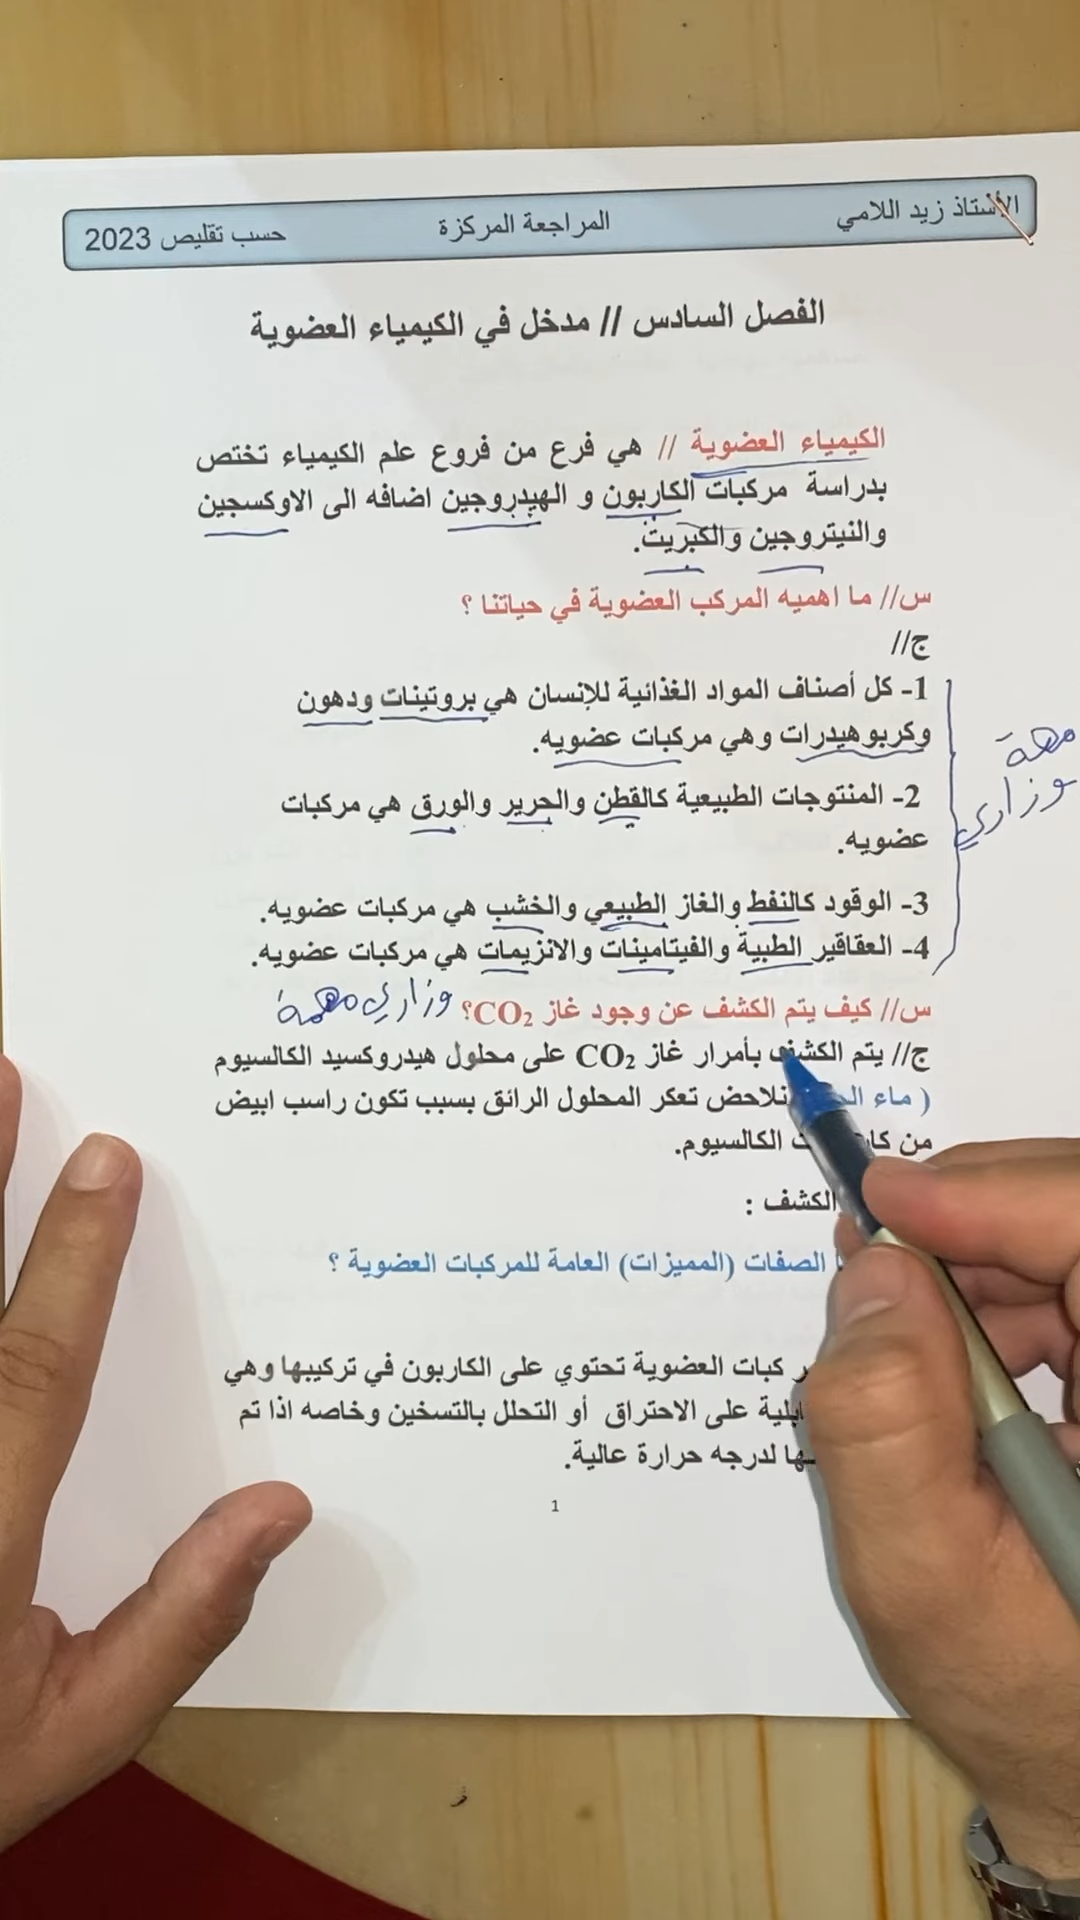 الأستاذ زيد اللامي المراجعة المركزة حسب تقليص 2023
الفصل السادس // مدخل في الكيمياء العضوية
الكيمياء العضوية // هي فرع من فروع علم الكيمياء تختص
بدراسة مركبات الكاربون و الهيدروجين اضافه الى الاوكسجين
والنيتروجين والكبريت.
س// ما اهميه المركب العضوية في حياتنا ؟
ج//
1- كل أصناف المواد الغذائية للإنسان هي بروتينات ودهون
وكربوهيدرات وهي مركبات عضويه.
مهمة
وزاري
2- المنتوجات الطبيعية كالقطن والحرير والورق هي مركبات
عضويه.
3- الوقود كالنفط والغاز الطبيعي والخشب هي مركبات عضويه.
4- العقاقير الطبية والفيتامينات والانزيمات هي مركبات عضويه.
س// كيف يتم الكشف عن وجود غاز CO₂؟ وزاري مهمة
ج// يتم الكشف بأمرار غاز CO₂ على محلول هيدروكسيد الكالسيوم
( ماء نلاحض تعكر المحلول الرائق بسبب تكون راسب ابيض
من الكالسيوم.
الكشف :
الصفات (المميزات) العامة للمركبات العضوية ؟
العضوية تحتوي على الكاربون في تركيبها وهي
على الاحتراق أو التحلل بالتسخين وخاصه اذا تم
لدرجه حرارة عالية.
1